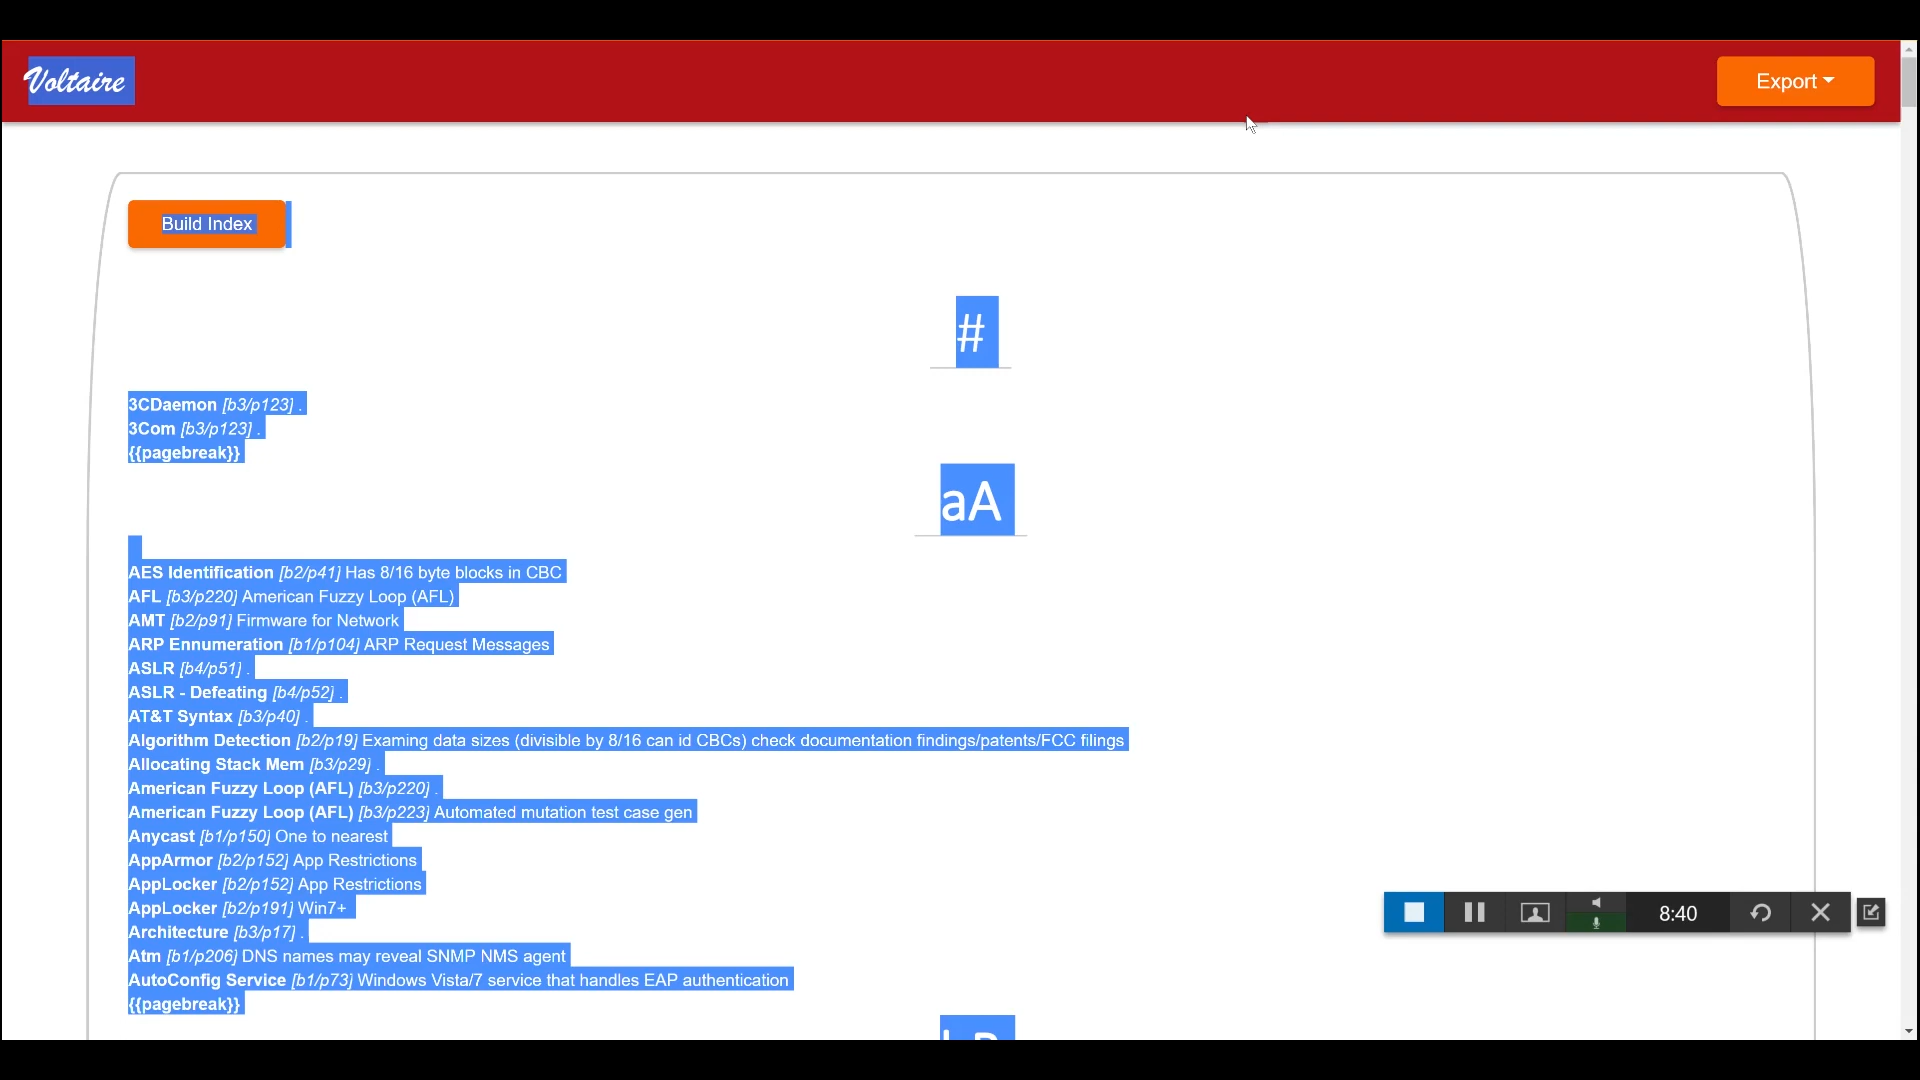 Voltaire
Export
Build Index
#
3CDaemon [b3/p123] .
3Com [b3/p123] .
{{pagebreak}}
aA
AES Identification [b2/p41] Has 8/16 byte blocks in CBC
AFL [b3/p220] American Fuzzy Loop (AFL)
AMT [b2/p91] Firmware for Network
ARP Ennumeration [b1/p104] ARP Request Messages
ASLR [b4/p51] .
ASLR - Defeating [b4/p52] .
AT&T Syntax [b3/p40] .
Algorithm Detection [b2/p19] Examing data sizes (divisible by 8/16 can id CBCs) check documentation findings/patents/FCC filings
Allocating Stack Mem [b3/p29] .
American Fuzzy Loop (AFL) [b3/p220] .
American Fuzzy Loop (AFL) [b3/p223] Automated mutation test case gen
Anycast [b1/p150] One to nearest
AppArmor [b2/p152] App Restrictions
AppLocker [b2/p152] App Restrictions
AppLocker [b2/p191] Win7+
Architecture [b3/p17] .
Atm [b1/p206] DNS names may reveal SNMP NMS agent
AutoConfig Service [b1/p73] Windows Vista/7 service that handles EAP authentication
{{pagebreak}}
8:40